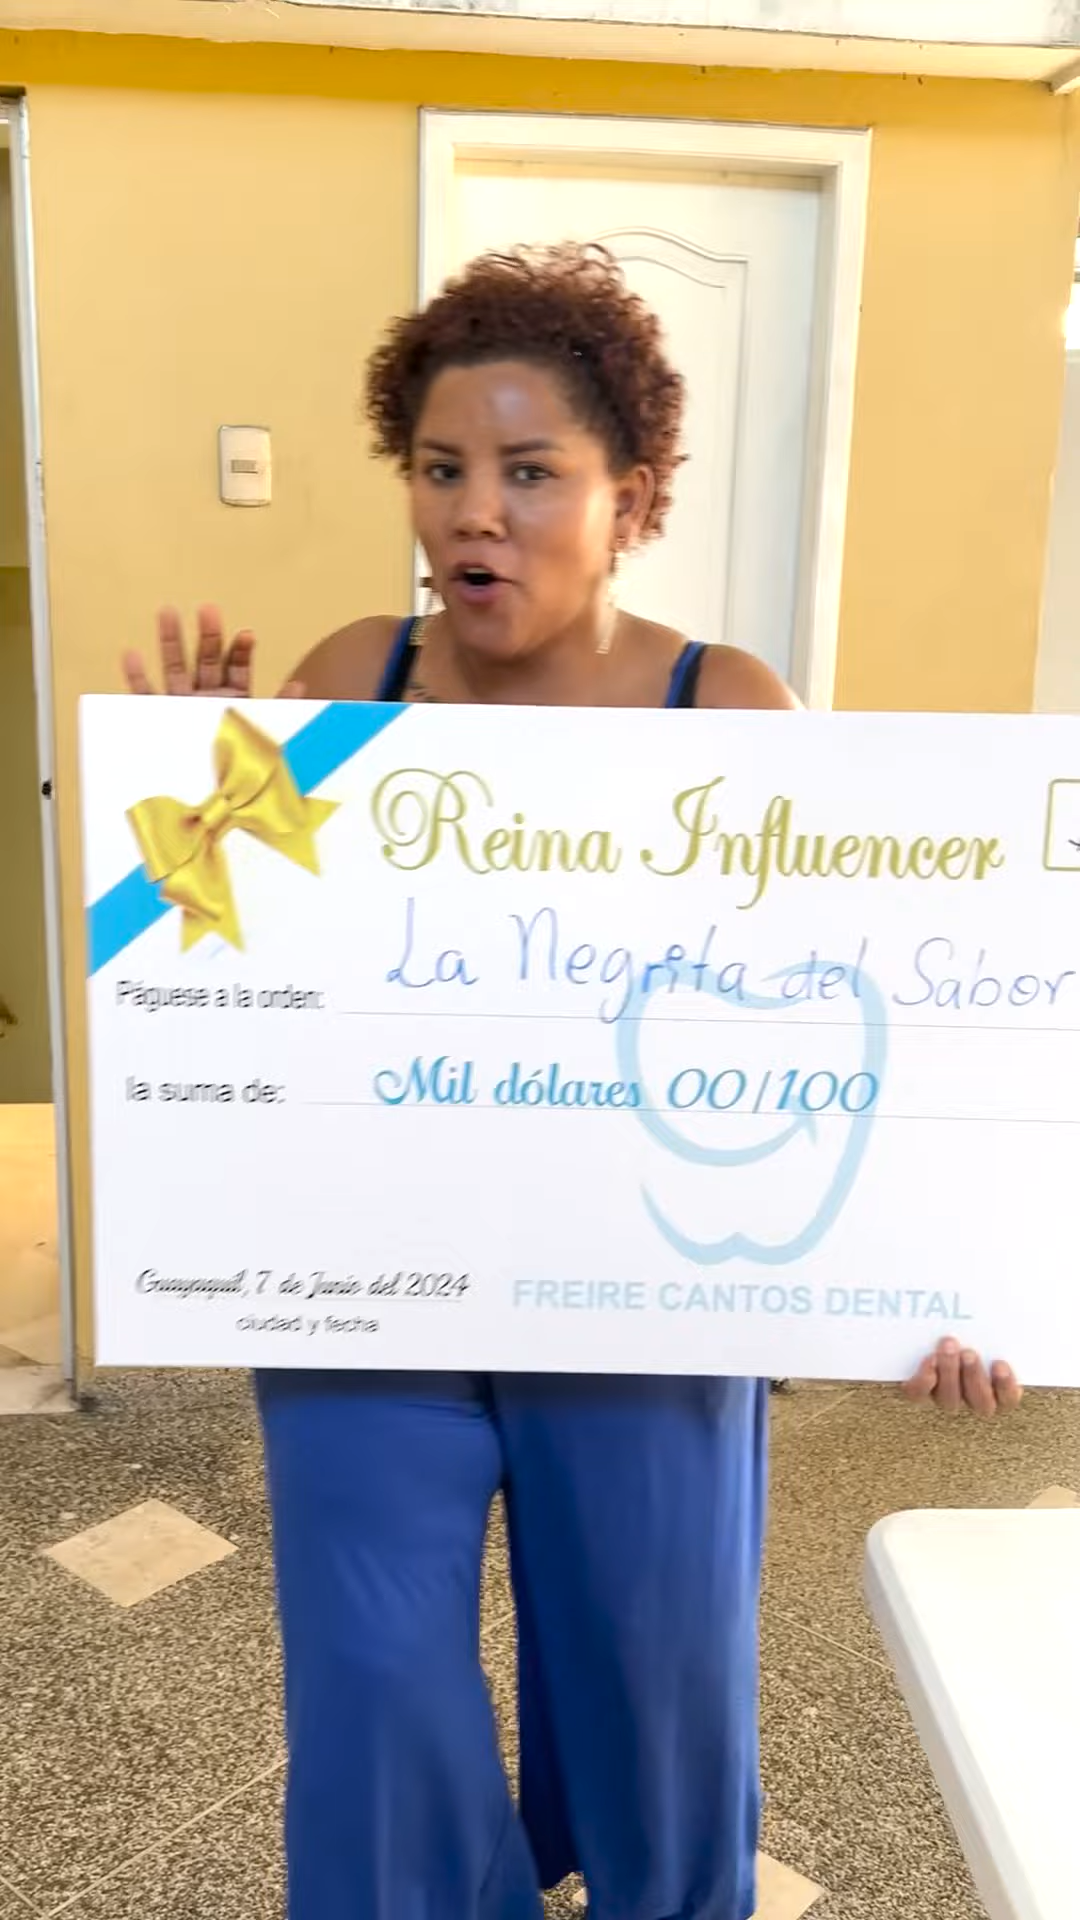 Reina Influencer
La Negrita del Sabor
Páguese a la orden:
la suma de: Mil dólares 00/100
Guayaquil, 7 de Junio del 2024
ciudad y fecha
FREIRE CANTOS DENTAL